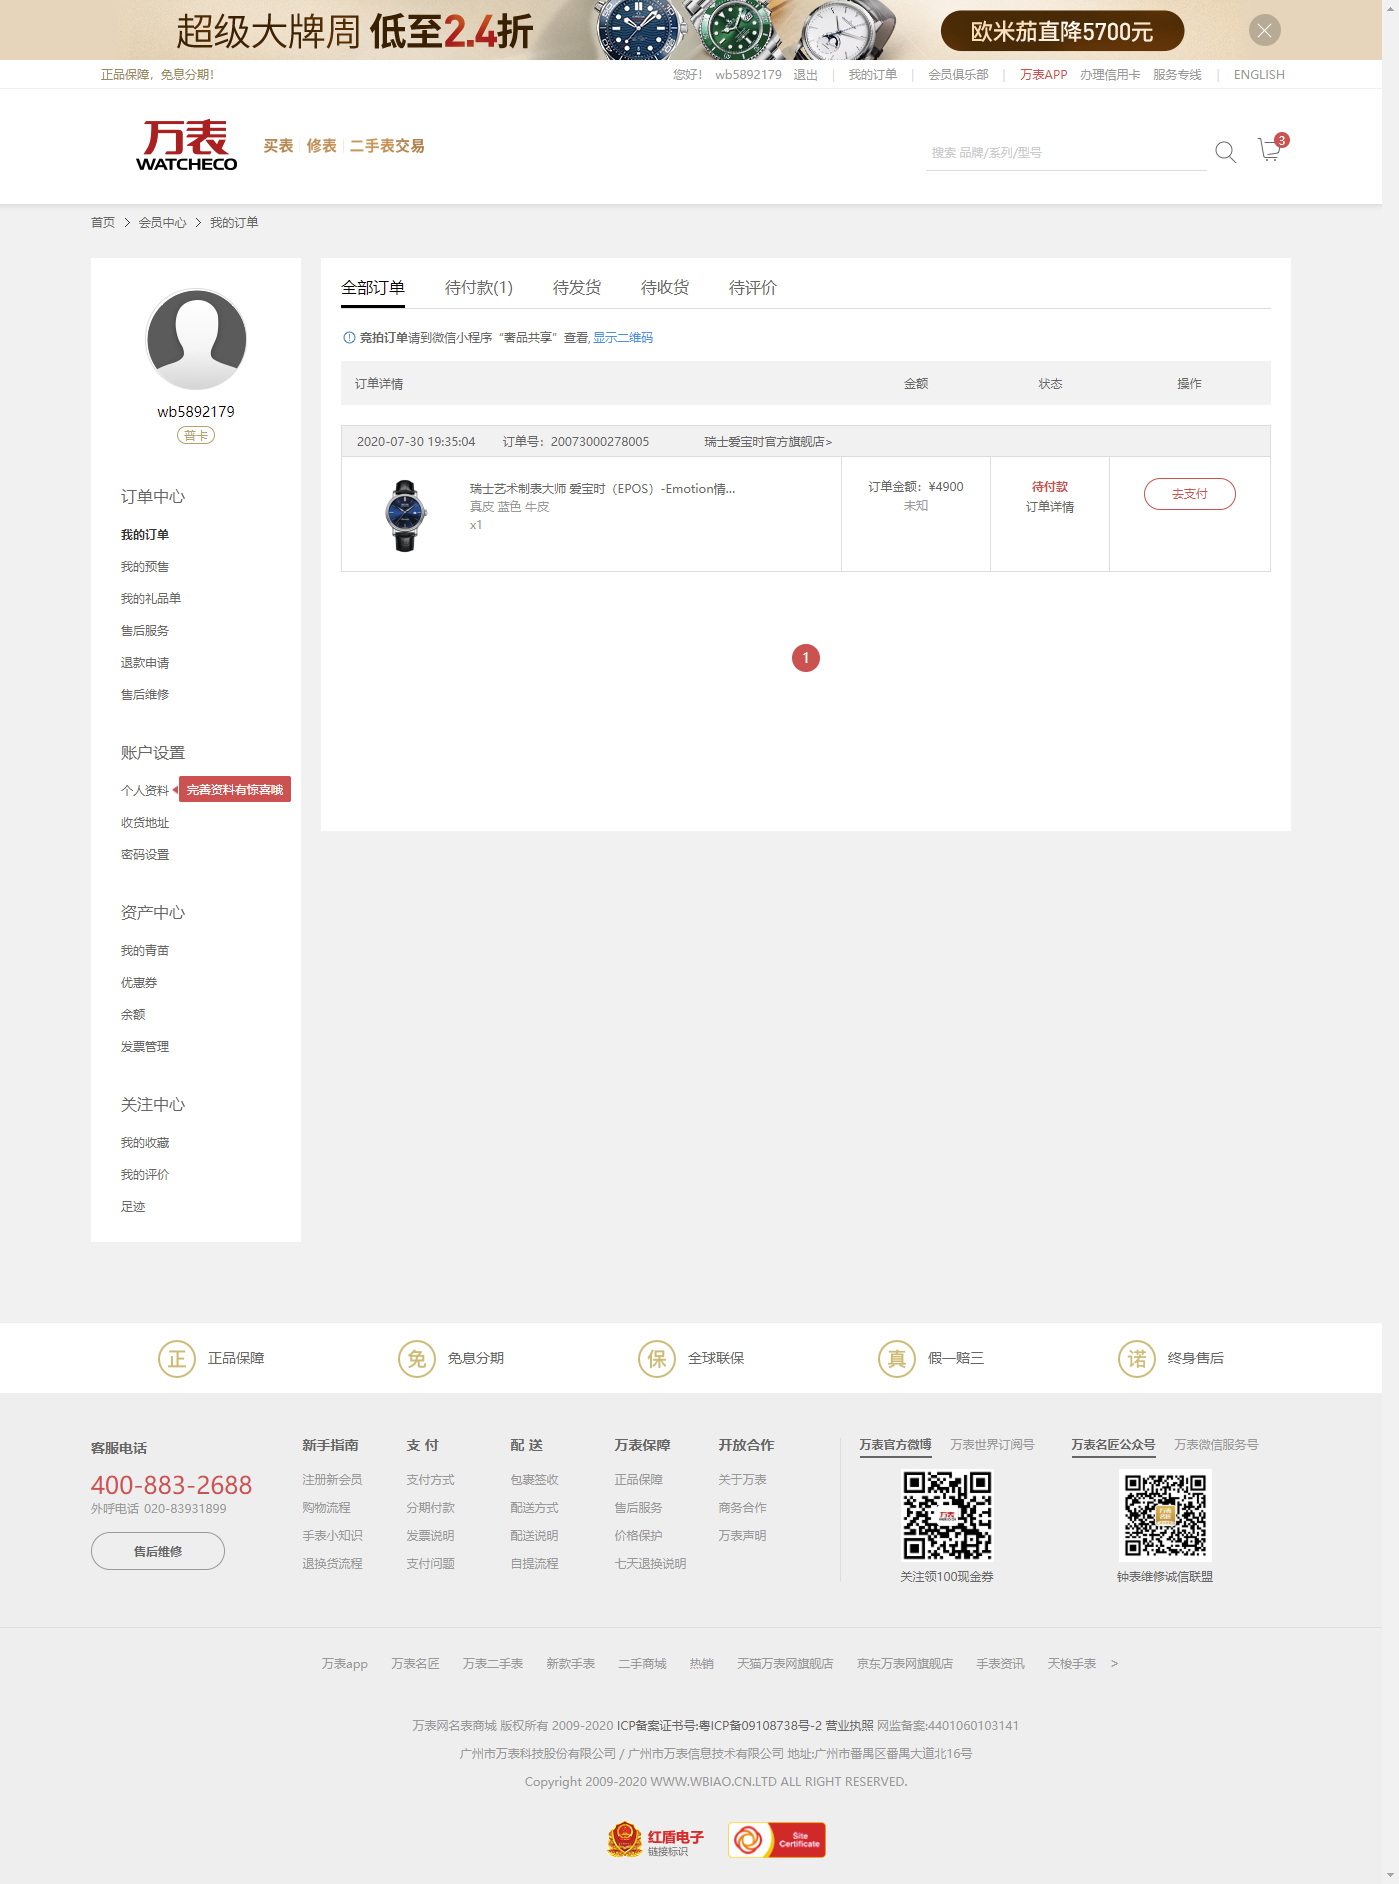 超级大牌周 低至2.4折 欧米茄直降5700元
正品保障，免息分期！ 您好！ wb5892179 退出 | 我的订单 | 会员俱乐部 | 万表APP 办理信用卡 服务专线 | ENGLISH
万表
WATCHECO
买表 | 修表 | 二手表交易
搜索 品牌/系列/型号
3
首页 > 会员中心 > 我的订单
wb5892179
普卡
订单中心
我的订单
我的预售
我的礼品单
售后服务
退款申请
售后维修
账户设置
个人资料 完善资料有惊喜哦
收货地址
密码设置
资产中心
我的青苗
优惠券
余额
发票管理
关注中心
我的收藏
我的评价
足迹
全部订单 待付款(1) 待发货 待收货 待评价
竞拍订单请到微信小程序“奢品共享”查看, 显示二维码
订单详情 金额 状态 操作
2020-07-30 19:35:04 订单号：20073000278005 瑞士爱宝时官方旗舰店>
瑞士艺术制表大师 爱宝时（EPOS）-Emotion情...
真皮 蓝色 牛皮
x1
订单金额：¥4900
未知
待付款
订单详情
去支付
1
正 正品保障 免 免息分期 保 全球联保 真 假一赔三 诺 终身售后
客服电话
400-883-2688
外呼电话 020-83931899
售后维修
新手指南
注册新会员
购物流程
手表小知识
退换货流程
支 付
支付方式
分期付款
发票说明
支付问题
配 送
包裹签收
配送方式
配送说明
自提流程
万表保障
正品保障
售后服务
价格保护
七天退换说明
开放合作
关于万表
商务合作
万表声明
万表官方微博 万表世界订阅号
关注领100现金券
万表名匠公众号 万表微信服务号
钟表维修诚信联盟
万表app 万表名匠 万表二手表 新款手表 二手商城 热销 天猫万表网旗舰店 京东万表网旗舰店 手表资讯 天梭手表 >
万表网名表商城 版权所有 2009-2020 ICP备案证书号:粤ICP备09108738号-2 营业执照 网监备案:4401060103141
广州市万表科技股份有限公司 / 广州市万表信息技术有限公司 地址:广州市番禺区番禺大道北16号
Copyright 2009-2020 WWW.WBIAO.CN.LTD ALL RIGHT RESERVED.
红盾电子
链接标识
Site
Certificate